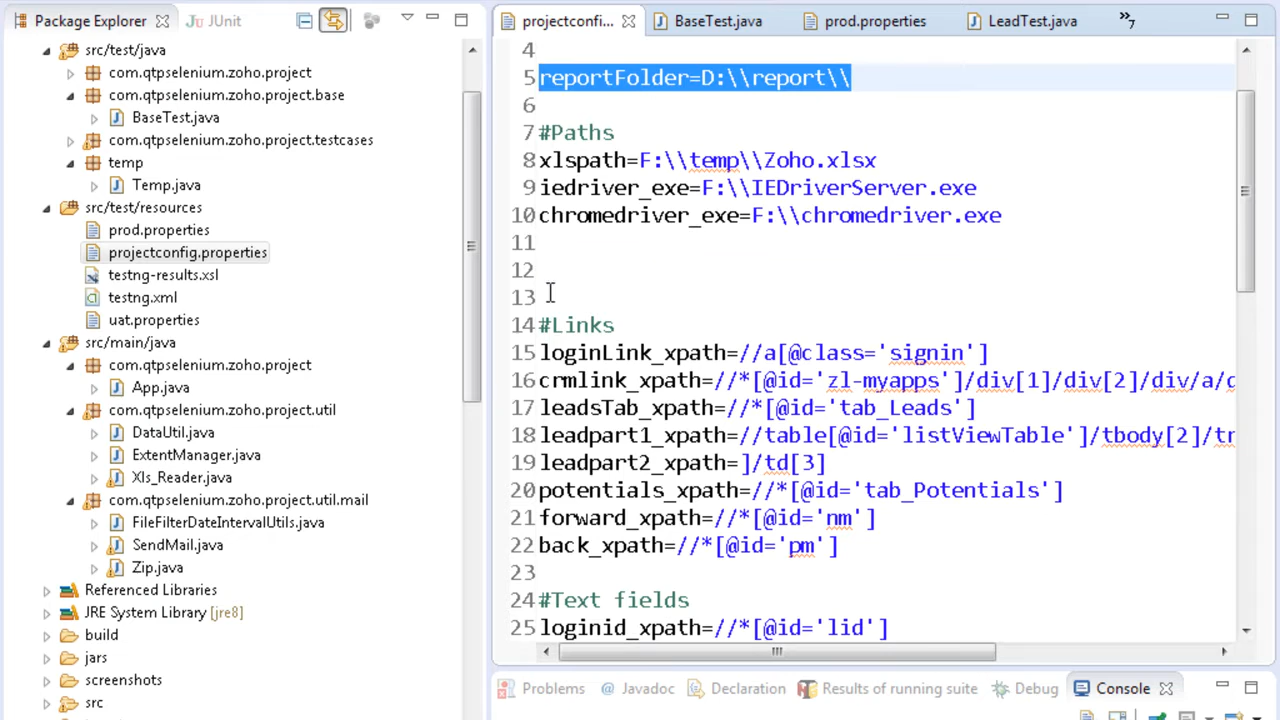 Package Explorer
JUnit
src/test/java
com.qtpselenium.zoho.project
com.qtpselenium.zoho.project.base
BaseTest.java
com.qtpselenium.zoho.project.testcases
temp
Temp.java
src/test/resources
prod.properties
projectconfig.properties
testng-results.xsl
testng.xml
uat.properties
src/main/java
com.qtpselenium.zoho.project
App.java
com.qtpselenium.zoho.project.util
DataUtil.java
ExtentManager.java
Xls_Reader.java
com.qtpselenium.zoho.project.util.mail
FileFilterDateIntervalUtils.java
SendMail.java
Zip.java
Referenced Libraries
JRE System Library [jre8]
build
jars
screenshots
src
projectconfi... BaseTest.java prod.properties LeadTest.java »7
4
5 reportFolder=D:\\report\\
6
7 #Paths
8 xlspath=F:\\temp\\Zoho.xlsx
9 iedriver_exe=F:\\IEDriverServer.exe
10 chromedriver_exe=F:\\chromedriver.exe
11
12
13
14 #Links
15 loginLink_xpath=//a[@class='signin']
16 crmlink_xpath=//*[@id='zl-myapps']/div[1]/div[2]/div/a/
17 leadsTab_xpath=//*[@id='tab_Leads']
18 leadpart1_xpath=//table[@id='listViewTable']/tbody[2]/tr
19 leadpart2_xpath=]/td[3]
20 potentials_xpath=//*[@id='tab_Potentials']
21 forward_xpath=//*[@id='nm']
22 back_xpath=//*[@id='pm']
23
24 #Text fields
25 loginid_xpath=//*[@id='lid']
Problems @ Javadoc Declaration Results of running suite Debug Console